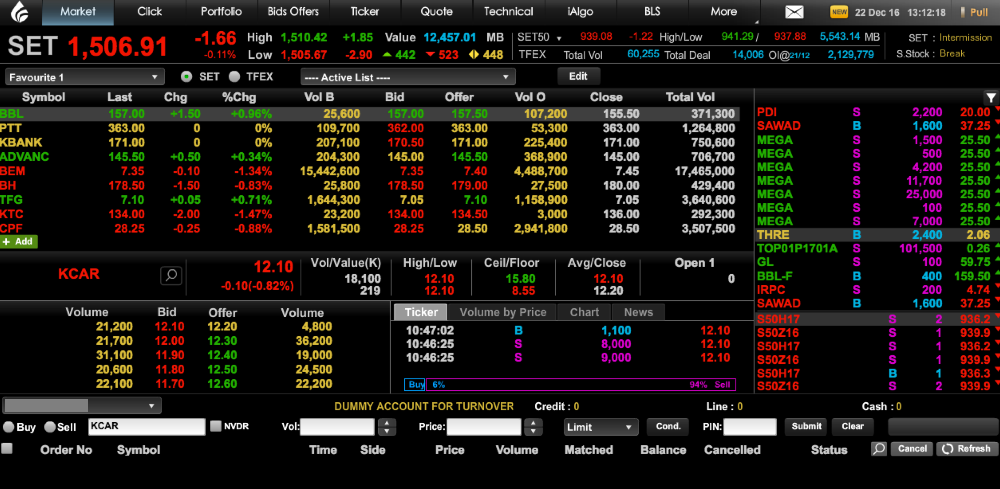 Market Click Portfolio Bids Offers Ticker Quote Technical iAlgo BLS More NEW 22 Dec 16 13:12:18 Pull
SET 1,506.91 -1.66 High 1,510.42 +1.85 Value 12,457.01 MB SET50 939.08 -1.22 High/Low 941.29 / 937.88 5,543.14 MB SET : Intermission
-0.11% Low 1,505.67 -2.90 442 523 448 TFEX Total Vol 60,255 Total Deal 14,006 OI@21/12 2,129,779 S.Stock : Break
Favourite 1 SET TFEX ---- Active List ---- Edit
Symbol Last Chg %Chg Vol B Bid Offer Vol O Close Total Vol
BBL 157.00 +1.50 +0.96% 25,600 157.00 157.50 107,200 155.50 371,300
PTT 363.00 0 0% 109,700 362.00 363.00 53,300 363.00 1,264,800
KBANK 171.00 0 0% 207,100 170.50 171.00 225,400 171.00 750,600
ADVANC 145.50 +0.50 +0.34% 204,300 145.00 145.50 368,900 145.00 706,700
BEM 7.35 -0.10 -1.34% 15,442,600 7.35 7.40 4,488,700 7.45 17,465,000
BH 178.50 -1.50 -0.83% 25,800 178.50 179.00 27,500 180.00 429,400
TFG 7.10 +0.05 +0.71% 1,644,300 7.05 7.10 1,158,900 7.05 3,640,600
KTC 134.00 -2.00 -1.47% 23,200 134.00 134.50 3,000 136.00 292,300
CPF 28.25 -0.25 -0.88% 1,581,500 28.25 28.50 2,941,800 28.50 3,507,500
+ Add
PDI S 2,200 20.00
SAWAD B 1,600 37.25
MEGA S 1,500 25.50
MEGA S 500 25.50
MEGA S 4,200 25.50
MEGA S 11,700 25.50
MEGA S 25,000 25.50
MEGA S 100 25.50
MEGA S 7,000 25.50
THRE B 2,400 2.06
TOP01P1701A S 101,500 0.26
GL S 100 59.75
BBL-F B 400 159.50
IRPC S 200 4.74
SAWAD B 1,600 37.25
S50H17 S 2 936.2
S50Z16 S 1 939.9
S50H17 S 1 936.2
S50Z16 S 1 939.9
S50H17 B 1 936.3
S50Z16 S 2 939.9
KCAR 12.10 Vol/Value(K) High/Low Ceil/Floor Avg/Close Open 1
-0.10(-0.82%) 18,100 12.10 15.80 12.10 0
219 12.10 8.55 12.20
Volume Bid Offer Volume
21,200 12.10 12.20 4,800
21,700 12.00 12.30 36,200
31,100 11.90 12.40 19,000
20,600 11.80 12.50 24,500
22,100 11.70 12.60 22,200
Ticker Volume by Price Chart News
10:47:02 B 1,100 12.10
10:46:25 S 8,000 12.10
10:46:25 S 9,000 12.10
Buy 6% 94% Sell
DUMMY ACCOUNT FOR TURNOVER Credit : 0 Line : 0 Cash : 0
Buy Sell KCAR NVDR Vol: Price: Limit Cond. PIN: Submit Clear
Order No Symbol Time Side Price Volume Matched Balance Cancelled Status Cancel Refresh